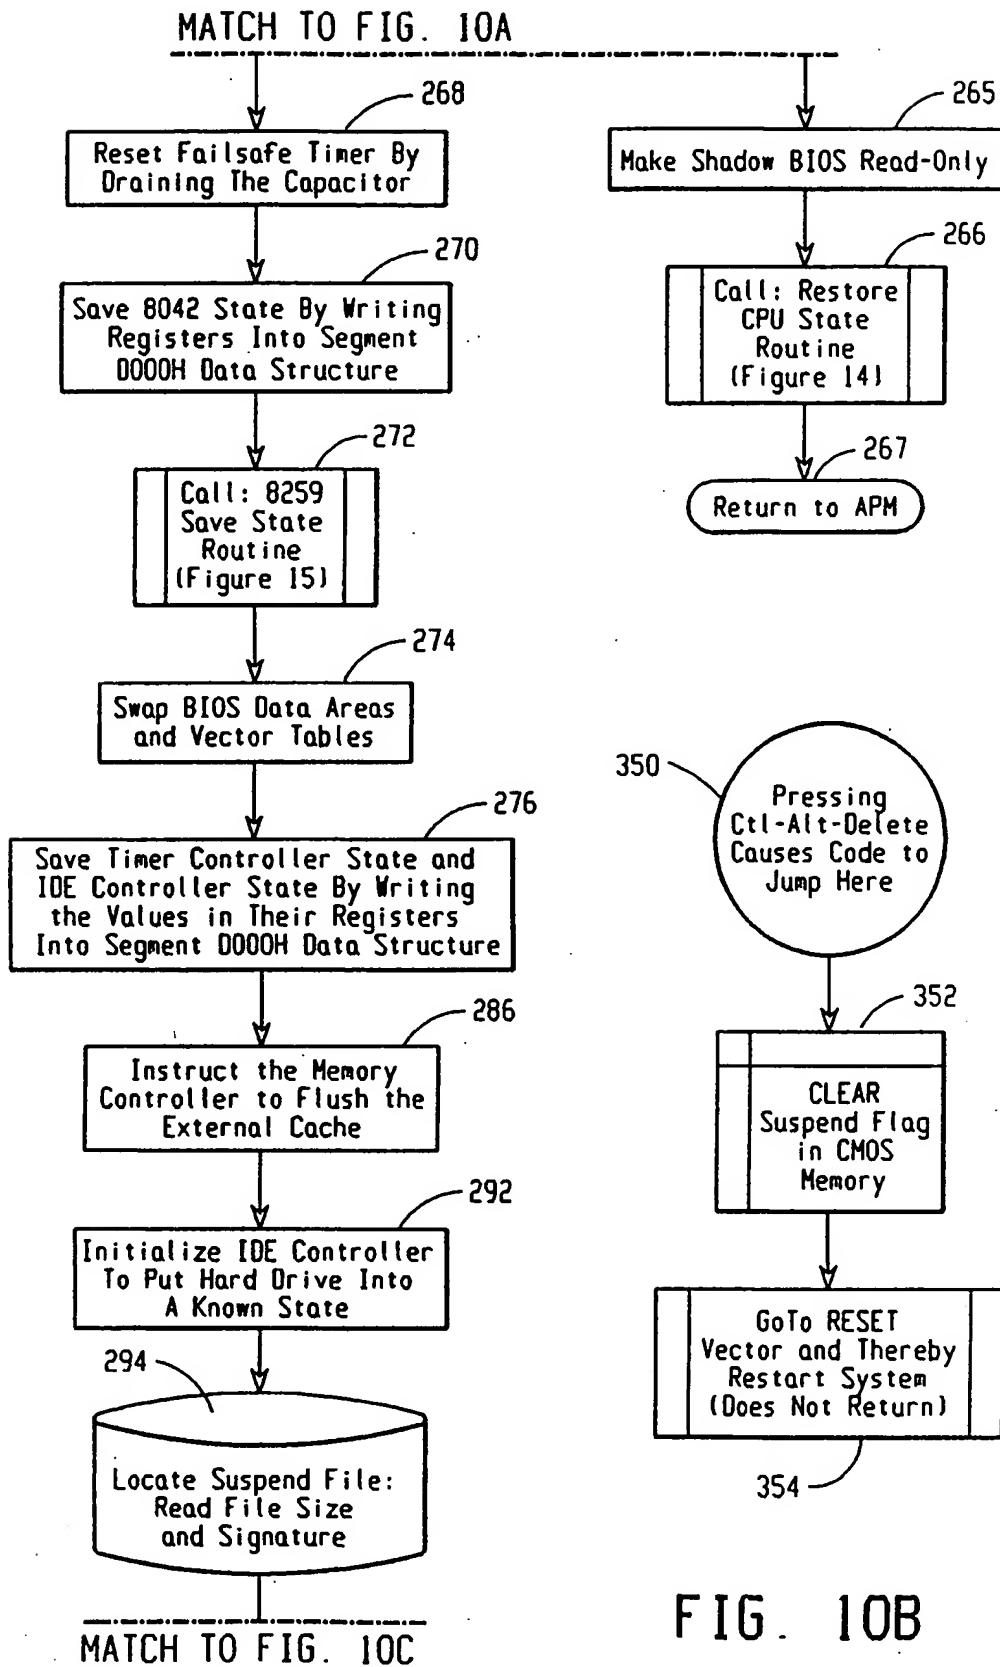 MATCH TO FIG. 10A
268
Reset Failsafe Timer By
Draining The Capacitor
270
Save 8042 State By Writing
Registers Into Segment
D000H Data Structure
272
Call: 8259
Save State
Routine
(Figure 15)
274
Swap BIOS Data Areas
and Vector Tables
276
Save Timer Controller State and
IDE Controller State By Writing
the Values in Their Registers
Into Segment D000H Data Structure
286
Instruct the Memory
Controller to Flush the
External Cache
292
Initialize IDE Controller
To Put Hard Drive Into
A Known State
294
Locate Suspend File:
Read File Size
and Signature
MATCH TO FIG. 10C
265
Make Shadow BIOS Read-Only
266
Call: Restore
CPU State
Routine
(Figure 14)
267
Return to APM
350
Pressing
Ctl-Alt-Delete
Causes Code to
Jump Here
352
CLEAR
Suspend Flag
in CMOS
Memory
GoTo RESET
Vector and Thereby
Restart System
(Does Not Return)
354
FIG. 10B